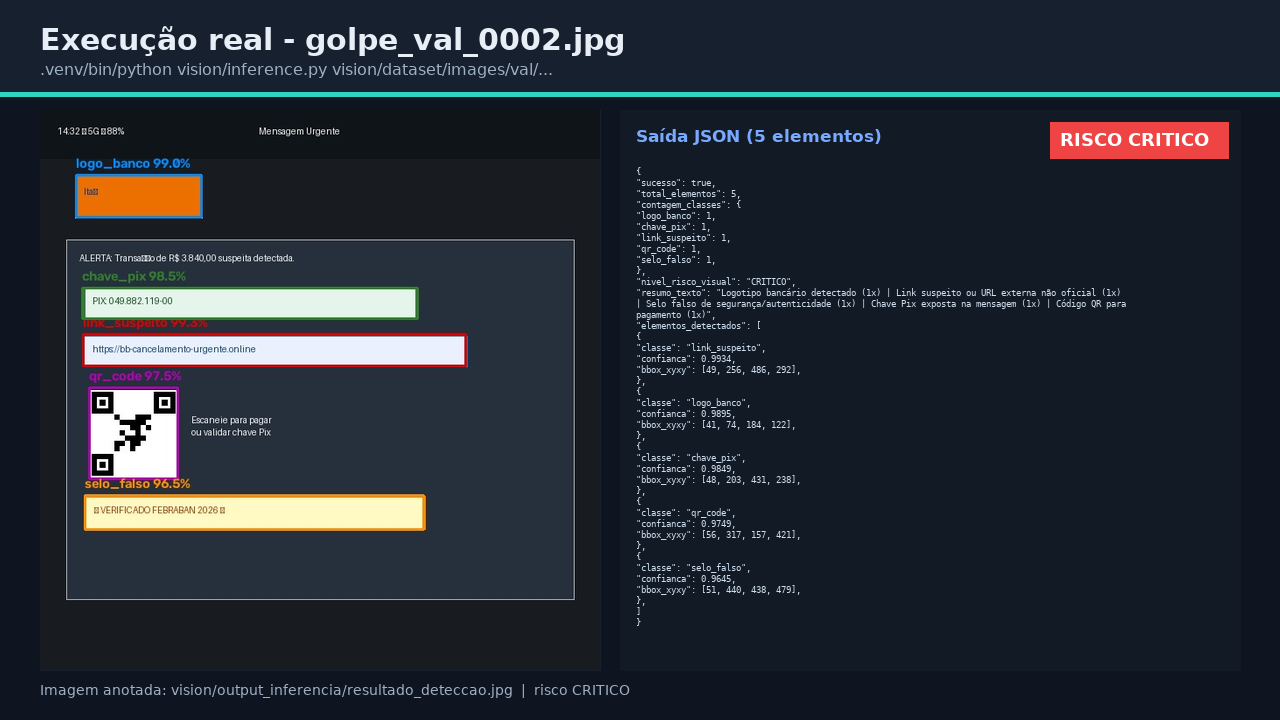 Execução real - golpe_val_0002.jpg
.venv/bin/python vision/inference.py vision/dataset/images/val/...
14:32 5G 88%
Mensagem Urgente
logo_banco 99.0%
Ita
ALERTA: Transa o de R$ 3.840,00 suspeita detectada.
chave_pix 98.5%
PIX: 049.882.119-00
link_suspeito 99.3%
https://bb-cancelamento-urgente.online
qr_code 97.5%
Escaneie para pagar
ou validar chave Pix
selo_falso 96.5%
VERIFICADO FEBRABAN 2026
Saída JSON (5 elementos)
RISCO CRITICO
{
"sucesso": true,
"total_elementos": 5,
"contagem_classes": {
"logo_banco": 1,
"chave_pix": 1,
"link_suspeito": 1,
"qr_code": 1,
"selo_falso": 1,
},
"nivel_risco_visual": "CRITICO",
"resumo_texto": "Logotipo bancário detectado (1x) | Link suspeito ou URL externa não oficial (1x)
| Selo falso de segurança/autenticidade (1x) | Chave Pix exposta na mensagem (1x) | Código QR para
pagamento (1x)",
"elementos_detectados": [
{
"classe": "link_suspeito",
"confianca": 0.9934,
"bbox_xyxy": [49, 256, 486, 292],
},
{
"classe": "logo_banco",
"confianca": 0.9895,
"bbox_xyxy": [41, 74, 184, 122],
},
{
"classe": "chave_pix",
"confianca": 0.9849,
"bbox_xyxy": [48, 203, 431, 238],
},
{
"classe": "qr_code",
"confianca": 0.9749,
"bbox_xyxy": [56, 317, 157, 421],
},
{
"classe": "selo_falso",
"confianca": 0.9645,
"bbox_xyxy": [51, 440, 438, 479],
},
]
}
Imagem anotada: vision/output_inferencia/resultado_deteccao.jpg | risco CRITICO